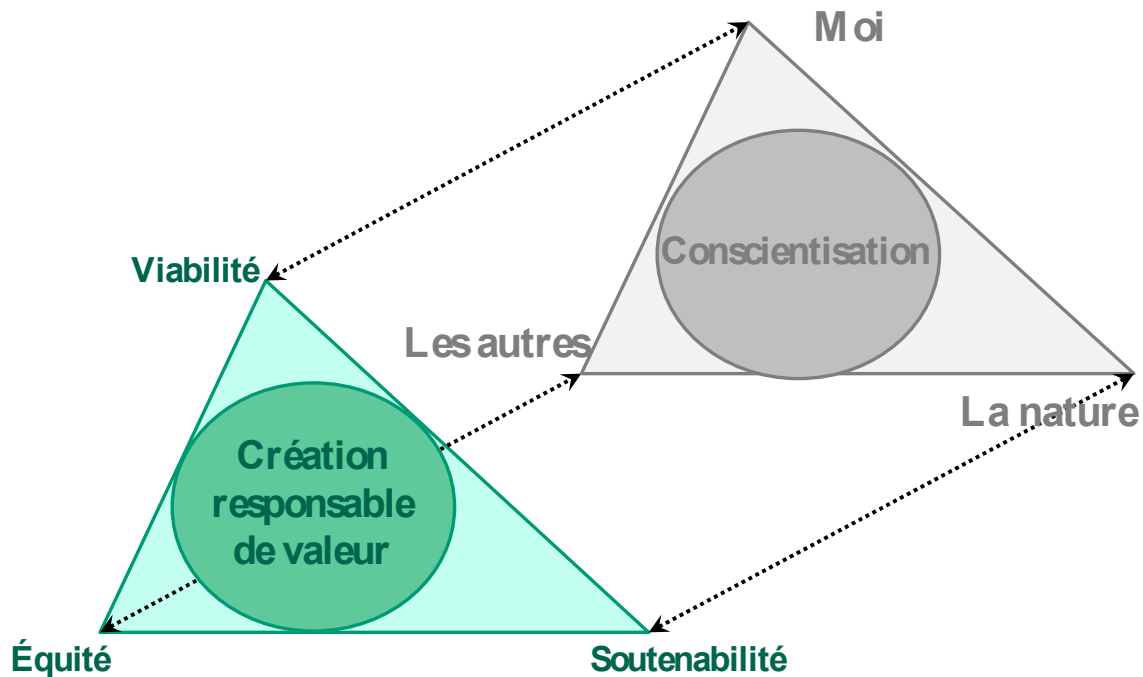 Moi
Conscientisation
Viabilité
Les autres
La nature
Création
responsable
de valeur
Équité
Soutenabilité